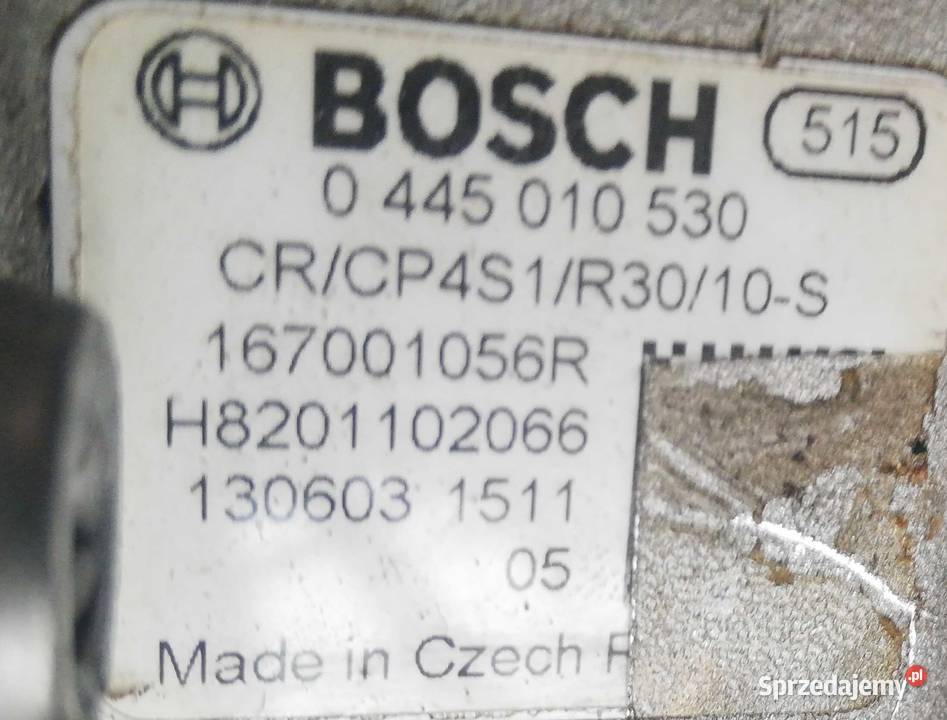 BOSCH 515
0 445 010 530
CR/CP4S1/R30/10-S
167001056R
H8201102066
130603 1511
05
Made in Czech
Sprzedajemy.pl